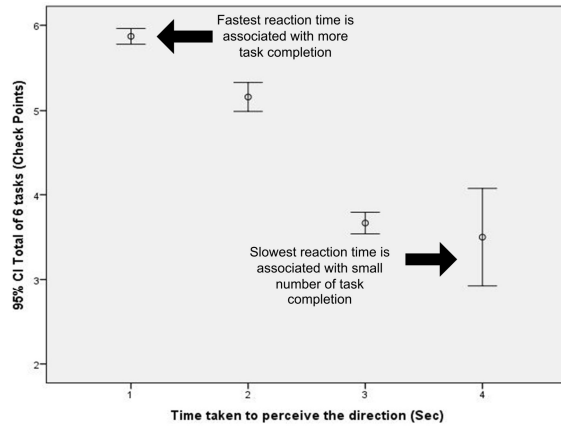 Fastest reaction time is
associated with more
task completion
Slowest reaction time is
associated with small
number of task
completion
95% CI Total of 6 tasks (Check Points)
6
5
4
3
2
1
2
3
4
Time taken to perceive the direction (Sec)